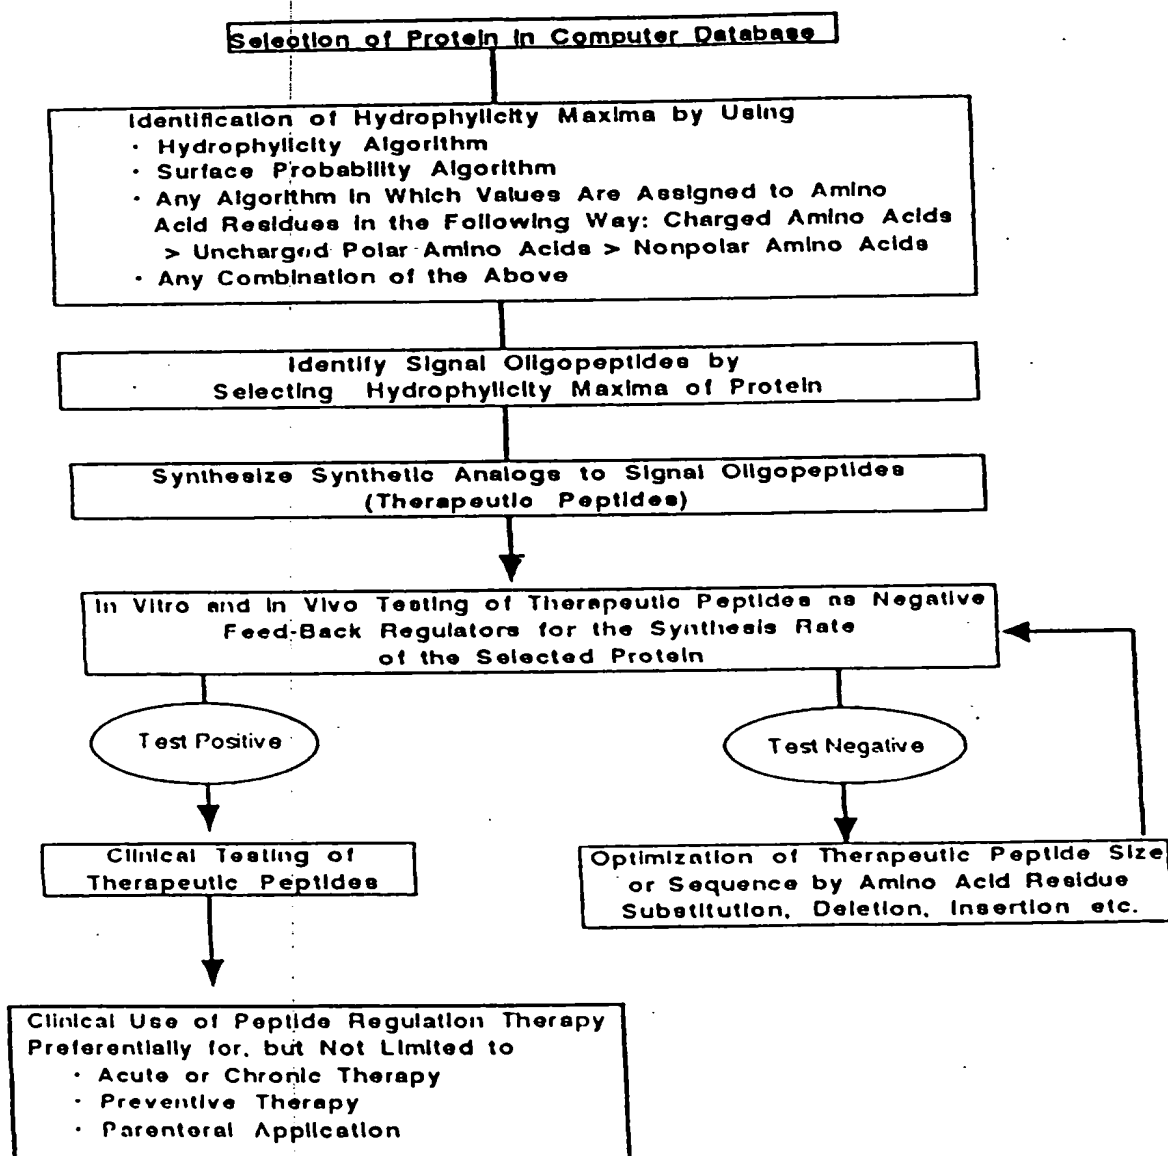 Selection of Protein in Computer Database
Identification of Hydrophylicity Maxima by Using
· Hydrophylicity Algorithm
· Surface Probability Algorithm
· Any Algorithm in Which Values Are Assigned to Amino
Acid Residues in the Following Way: Charged Amino Acids
> Uncharged Polar Amino Acids > Nonpolar Amino Acids
· Any Combination of the Above
Identify Signal Oligopeptides by
Selecting Hydrophylicity Maxima of Protein
Synthesize Synthetic Analogs to Signal Oligopeptides
(Therapeutic Peptides)
In Vitro and In Vivo Testing of Therapeutic Peptides as Negative
Feed-Back Regulators for the Synthesis Rate
of the Selected Protein
Test Positive
Test Negative
Clinical Testing of
Therapeutic Peptides
Optimization of Therapeutic Peptide Size
or Sequence by Amino Acid Residue
Substitution, Deletion, Insertion etc.
Clinical Use of Peptide Regulation Therapy
Preferentially for, but Not Limited to
· Acute or Chronic Therapy
· Preventive Therapy
· Parenteral Application